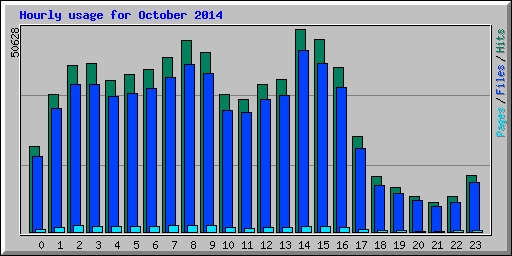 Hourly usage for October 2014
50628
Pages/Files/Hits
0 1 2 3 4 5 6 7 8 9 10 11 12 13 14 15 16 17 18 19 20 21 22 23